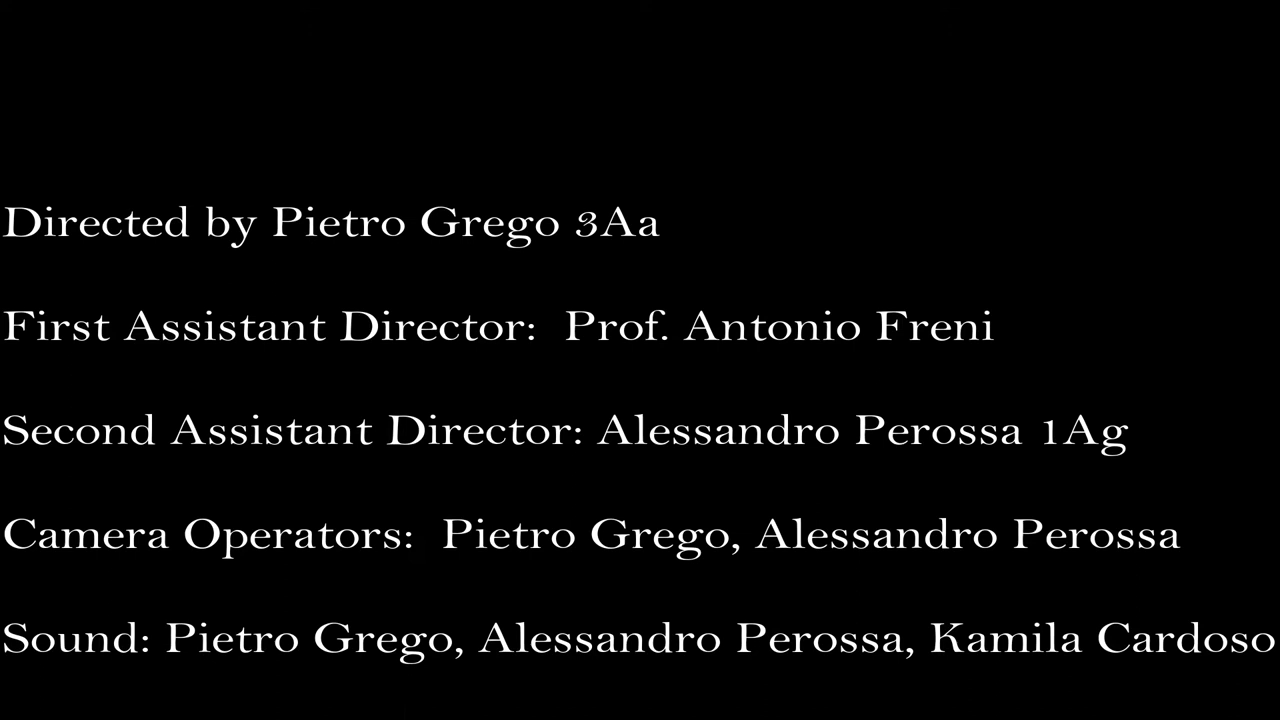 Directed by Pietro Grego 3Aa
First Assistant Director:  Prof. Antonio Freni
Second Assistant Director: Alessandro Perossa 1Ag
Camera Operators:  Pietro Grego, Alessandro Perossa
Sound: Pietro Grego, Alessandro Perossa, Kamila Cardoso